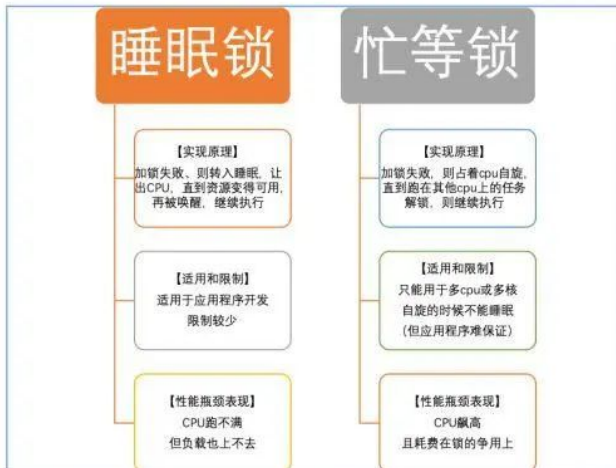 睡眠锁
【实现原理】
加锁失败、则转入睡眠，让
出CPU，直到资源变得可用，
再被唤醒，继续执行
【适用和限制】
适用于应用程序开发
限制较少
【性能瓶颈表现】
CPU跑不满
但负载也上不去
忙等锁
【实现原理】
加锁失败，则占着cpu自旋，
直到跑在其他cpu上的任务
解锁，则继续执行
【适用和限制】
只能用于多cpu或多核
自旋的时候不能睡眠
（但应用程序难保证）
【性能瓶颈表现】
CPU飙高
且耗费在锁的争用上